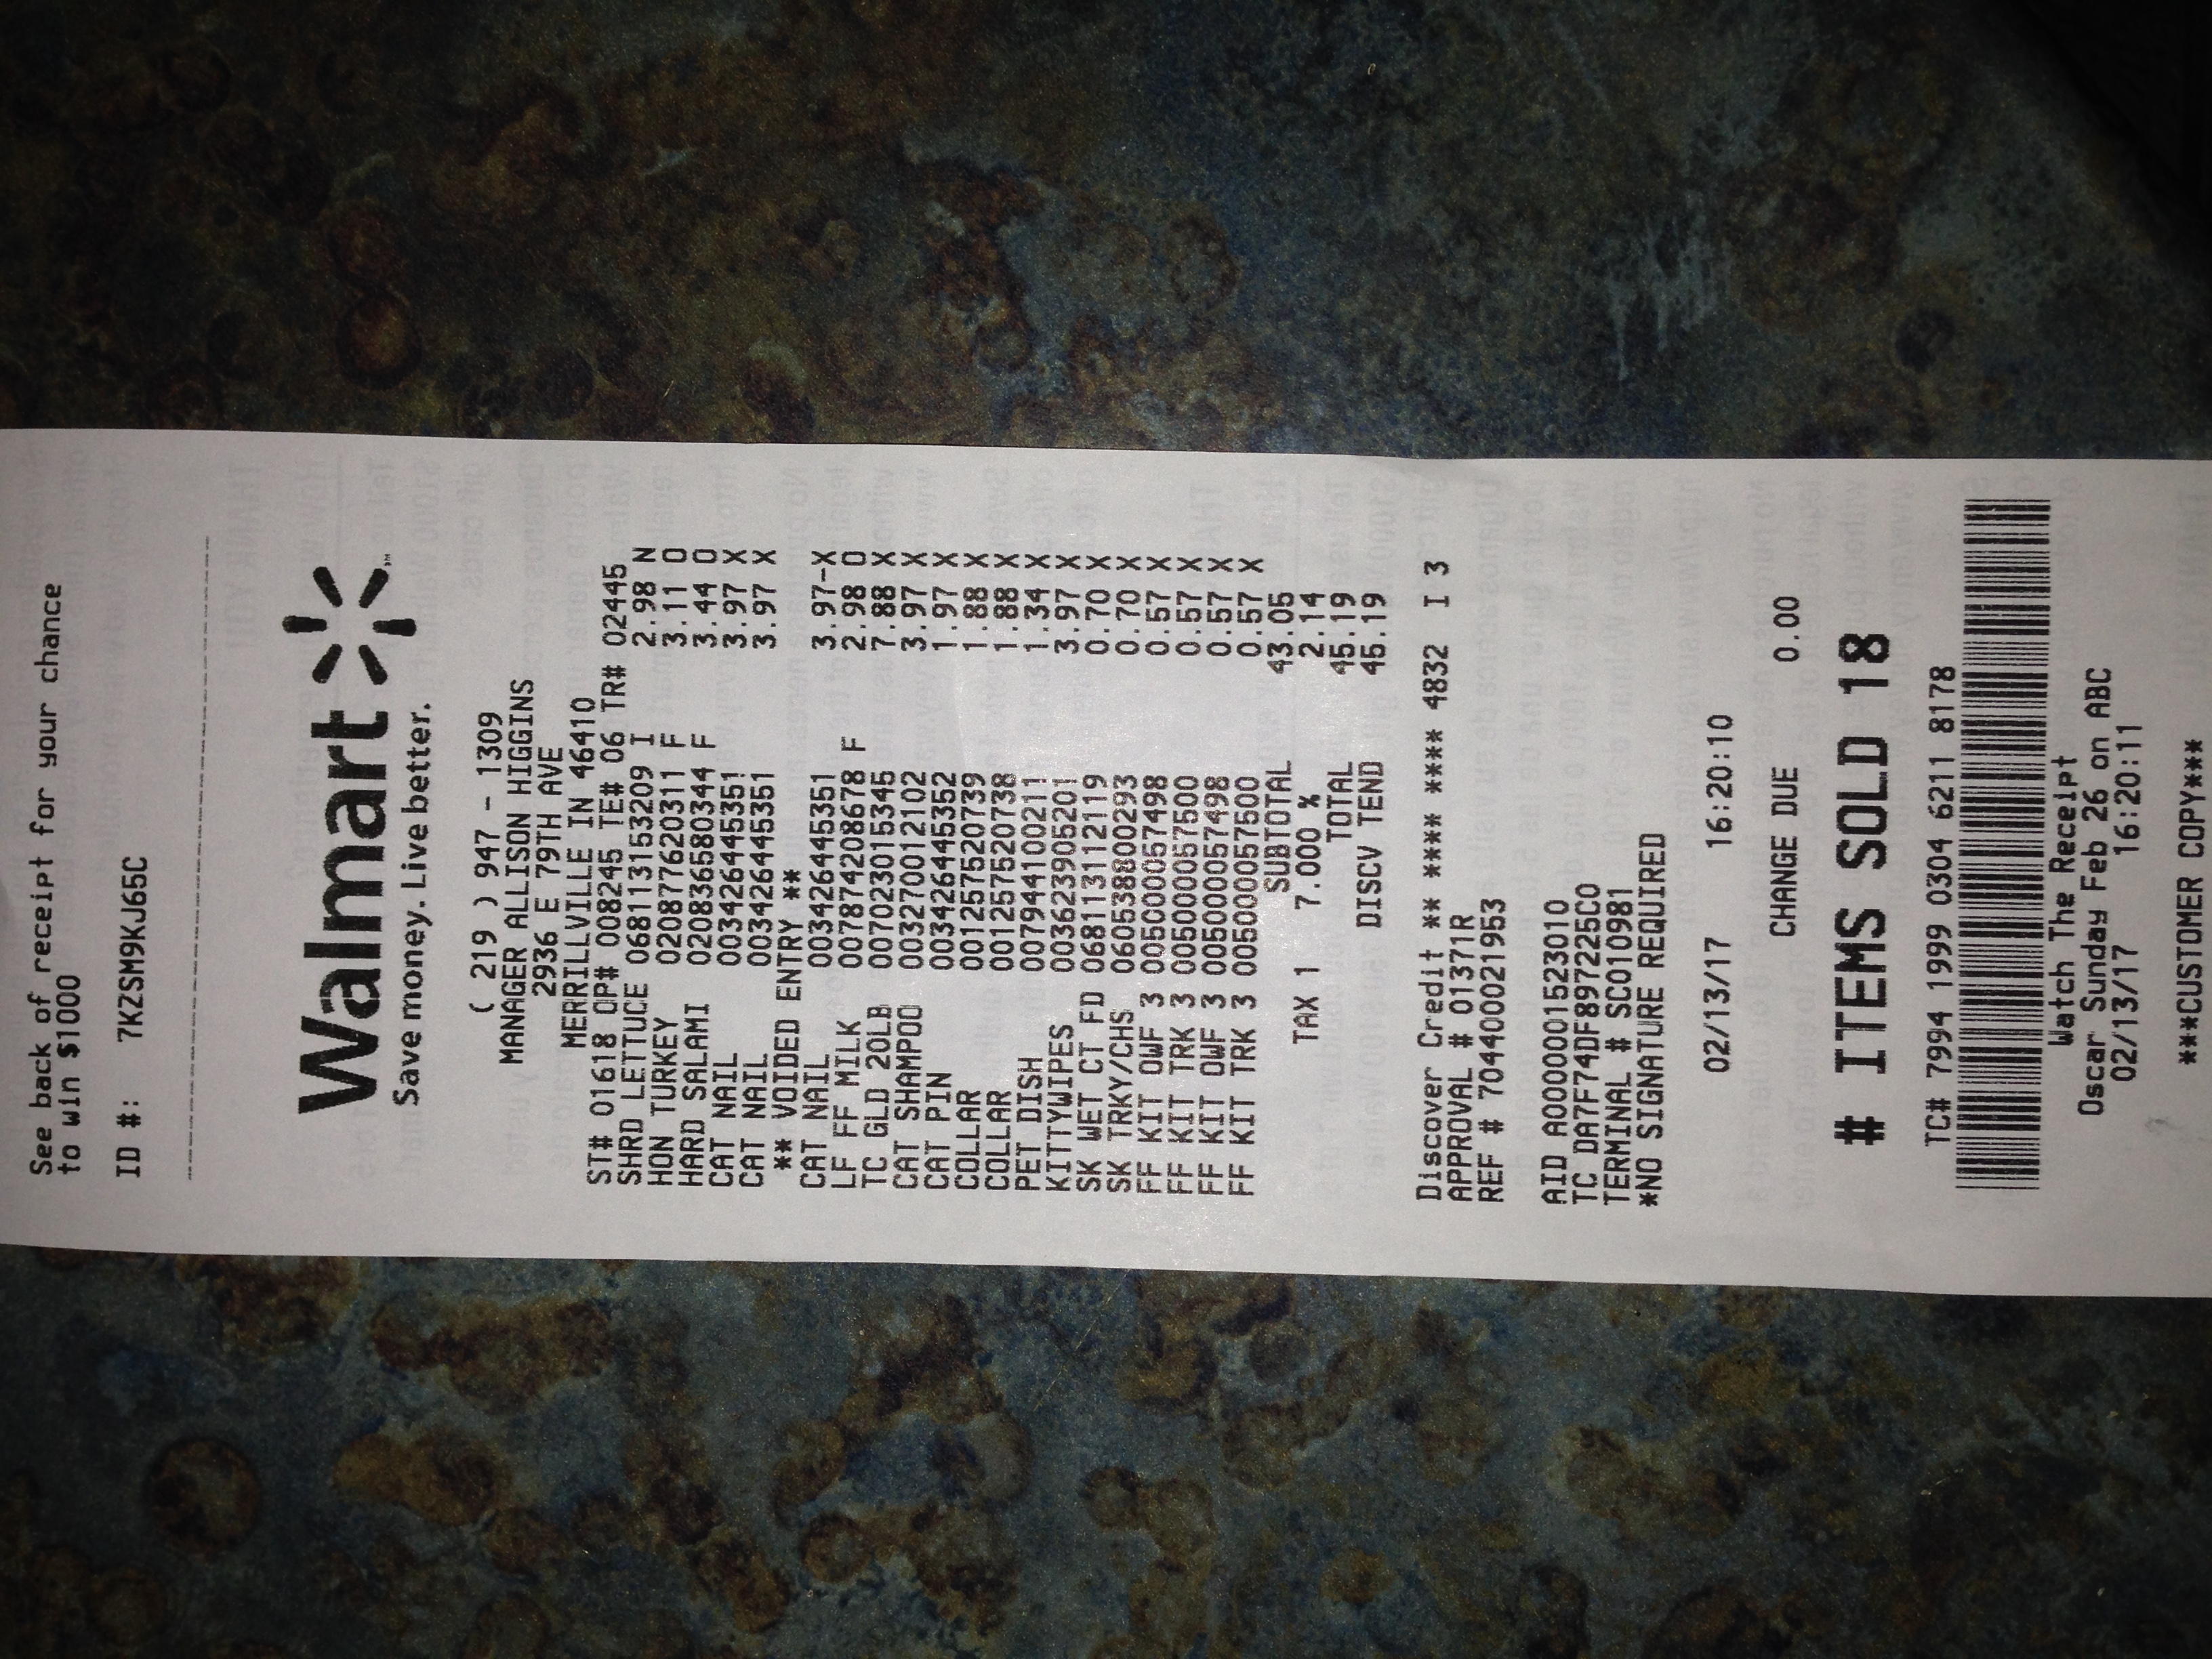 See back of receipt for your chance
to win $1000
ID #: 7KZSM9KJ65C
Walmart
Save money. Live better.
( 219 ) 947 - 1309
MANAGER ALLISON HIGGINS
2936 E 79TH AVE
MERRILLVILLE IN 46410
ST# 01618 OP# 008245 TE# 06 TR# 02445
SHRD LETTUCE 068113153209 I 2.98 N
HON TURKEY 020877620311 F 3.11 O
HARD SALAMI 020836580344 F 3.44 O
CAT NAIL 003426445351 3.97 X
CAT NAIL 003426445351 3.97 X
** VOIDED ENTRY **
CAT NAIL 003426445351 3.97-X
LF FF MILK 007874208678 F 2.98 O
TC GLD 20LB 007023015345 7.88 X
CAT SHAMPOO 003270012102 3.97 X
CAT PIN 003426445352 1.97 X
COLLAR 001257520739 1.88 X
COLLAR 001257520738 1.88 X
PET DISH 007944100211 1.34 X
KITTYWIPES 003623905201 3.97 X
SK WET CT FD 068113112119 0.70 X
SK TRKY/CHS 060538800293 0.70 X
FF KIT OWF 3 005000057498 0.57 X
FF KIT TRK 3 005000057500 0.57 X
FF KIT OWF 3 005000057498 0.57 X
FF KIT TRK 3 005000057500 0.57 X
SUBTOTAL 43.05
TAX 1 7.000 % 2.14
TOTAL 45.19
DISCV TEND 45.19
Discover Credit ** **** **** 4832 I 3
APPROVAL # 01371R
REF # 704400021953
AID A0000001523010
TC DA7F74DF897225C0
TERMINAL # SC010981
*NO SIGNATURE REQUIRED
02/13/17 16:20:10
CHANGE DUE 0.00
# ITEMS SOLD 18
TC# 7994 1999 0304 6211 8178
Watch The Receipt
Oscar Sunday Feb 26 on ABC
02/13/17 16:20:11
***CUSTOMER COPY***